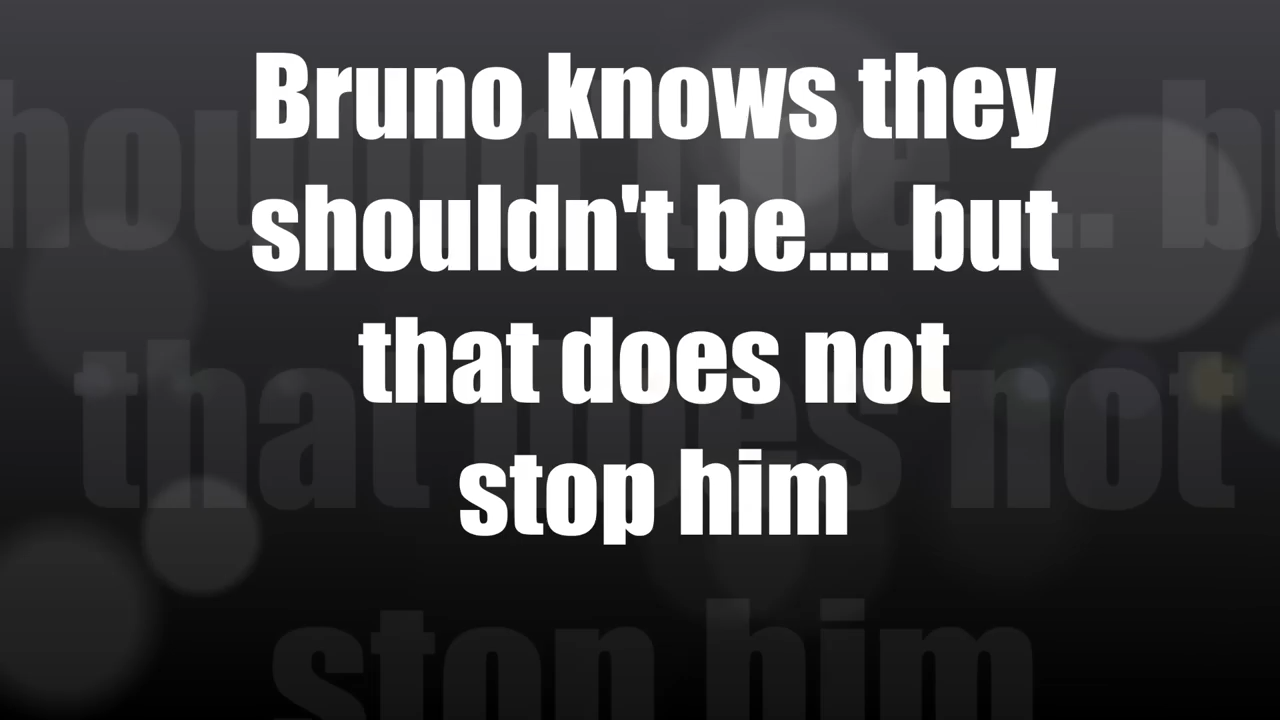 Bruno knows they
shouldn't be.... but
that does not
stop him